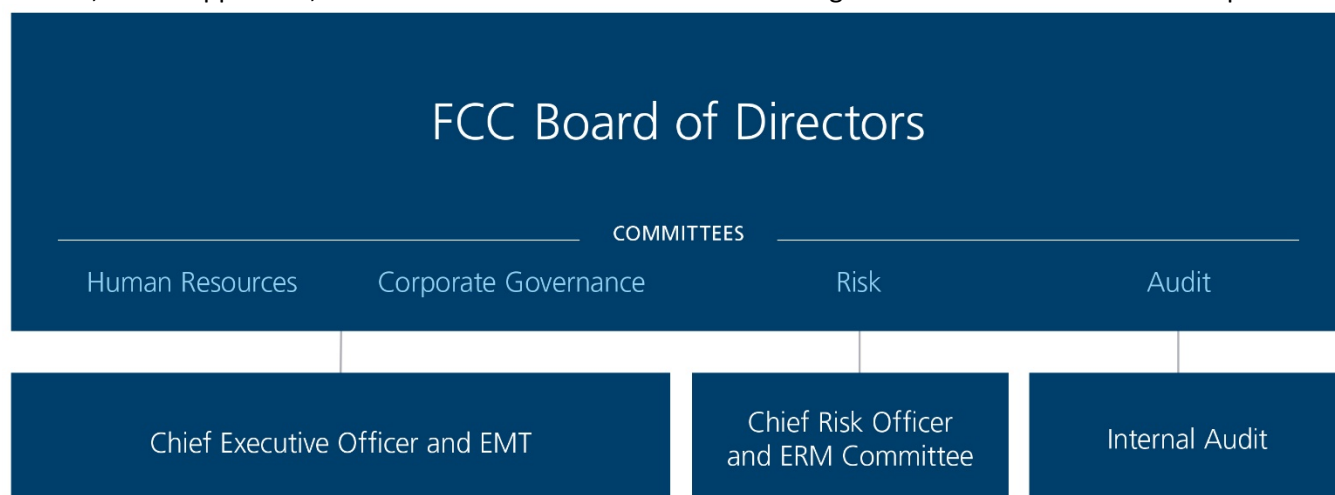 FCC Board of Directors
COMMITTEES
Human Resources Corporate Governance Risk Audit
Chief Executive Officer and EMT
Chief Risk Officer
and ERM Committee
Internal Audit